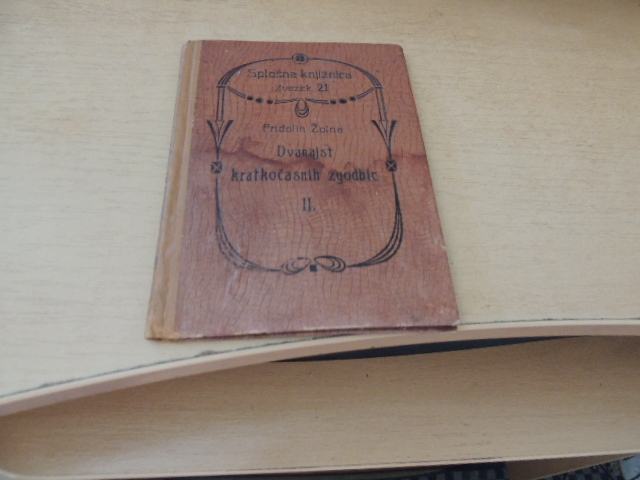 Splošna knjižnica
Zvezek 21
Fridolin Žolna
Dvanajst
kratkočasnih zgodbic
II.